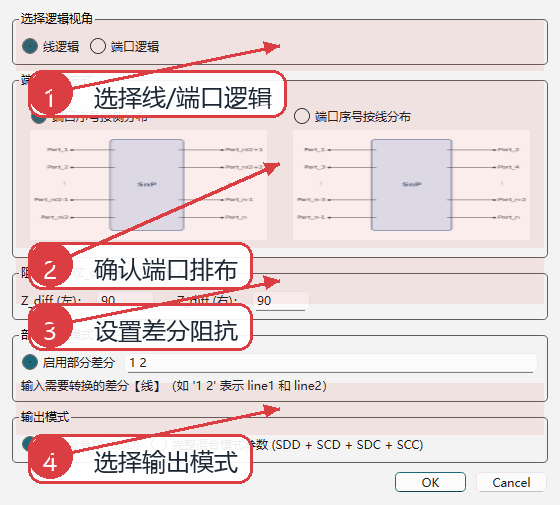 选择逻辑视角
线逻辑 端口逻辑
1 选择线/端口逻辑
端口序号按侧分布 端口序号按线分布
Port_1 Port_n/2+1 Port_1 Port_2
Port_2 Port_n/2+2 Port_3 Port_4
SnP SnP
Port_n/2-1 Port_n-1 Port_n-3 Port_n-2
Port_n/2 Port_n Port_n-1 Port_n
2 确认端口排布
Z_diff (左): 90 Z_diff (右): 90
3 设置差分阻抗
启用部分差分 1 2
输入需要转换的差分【线】 (如 '1 2' 表示 line1 和 line2)
输出模式
参数 (SDD + SCD + SDC + SCC)
4 选择输出模式
OK Cancel